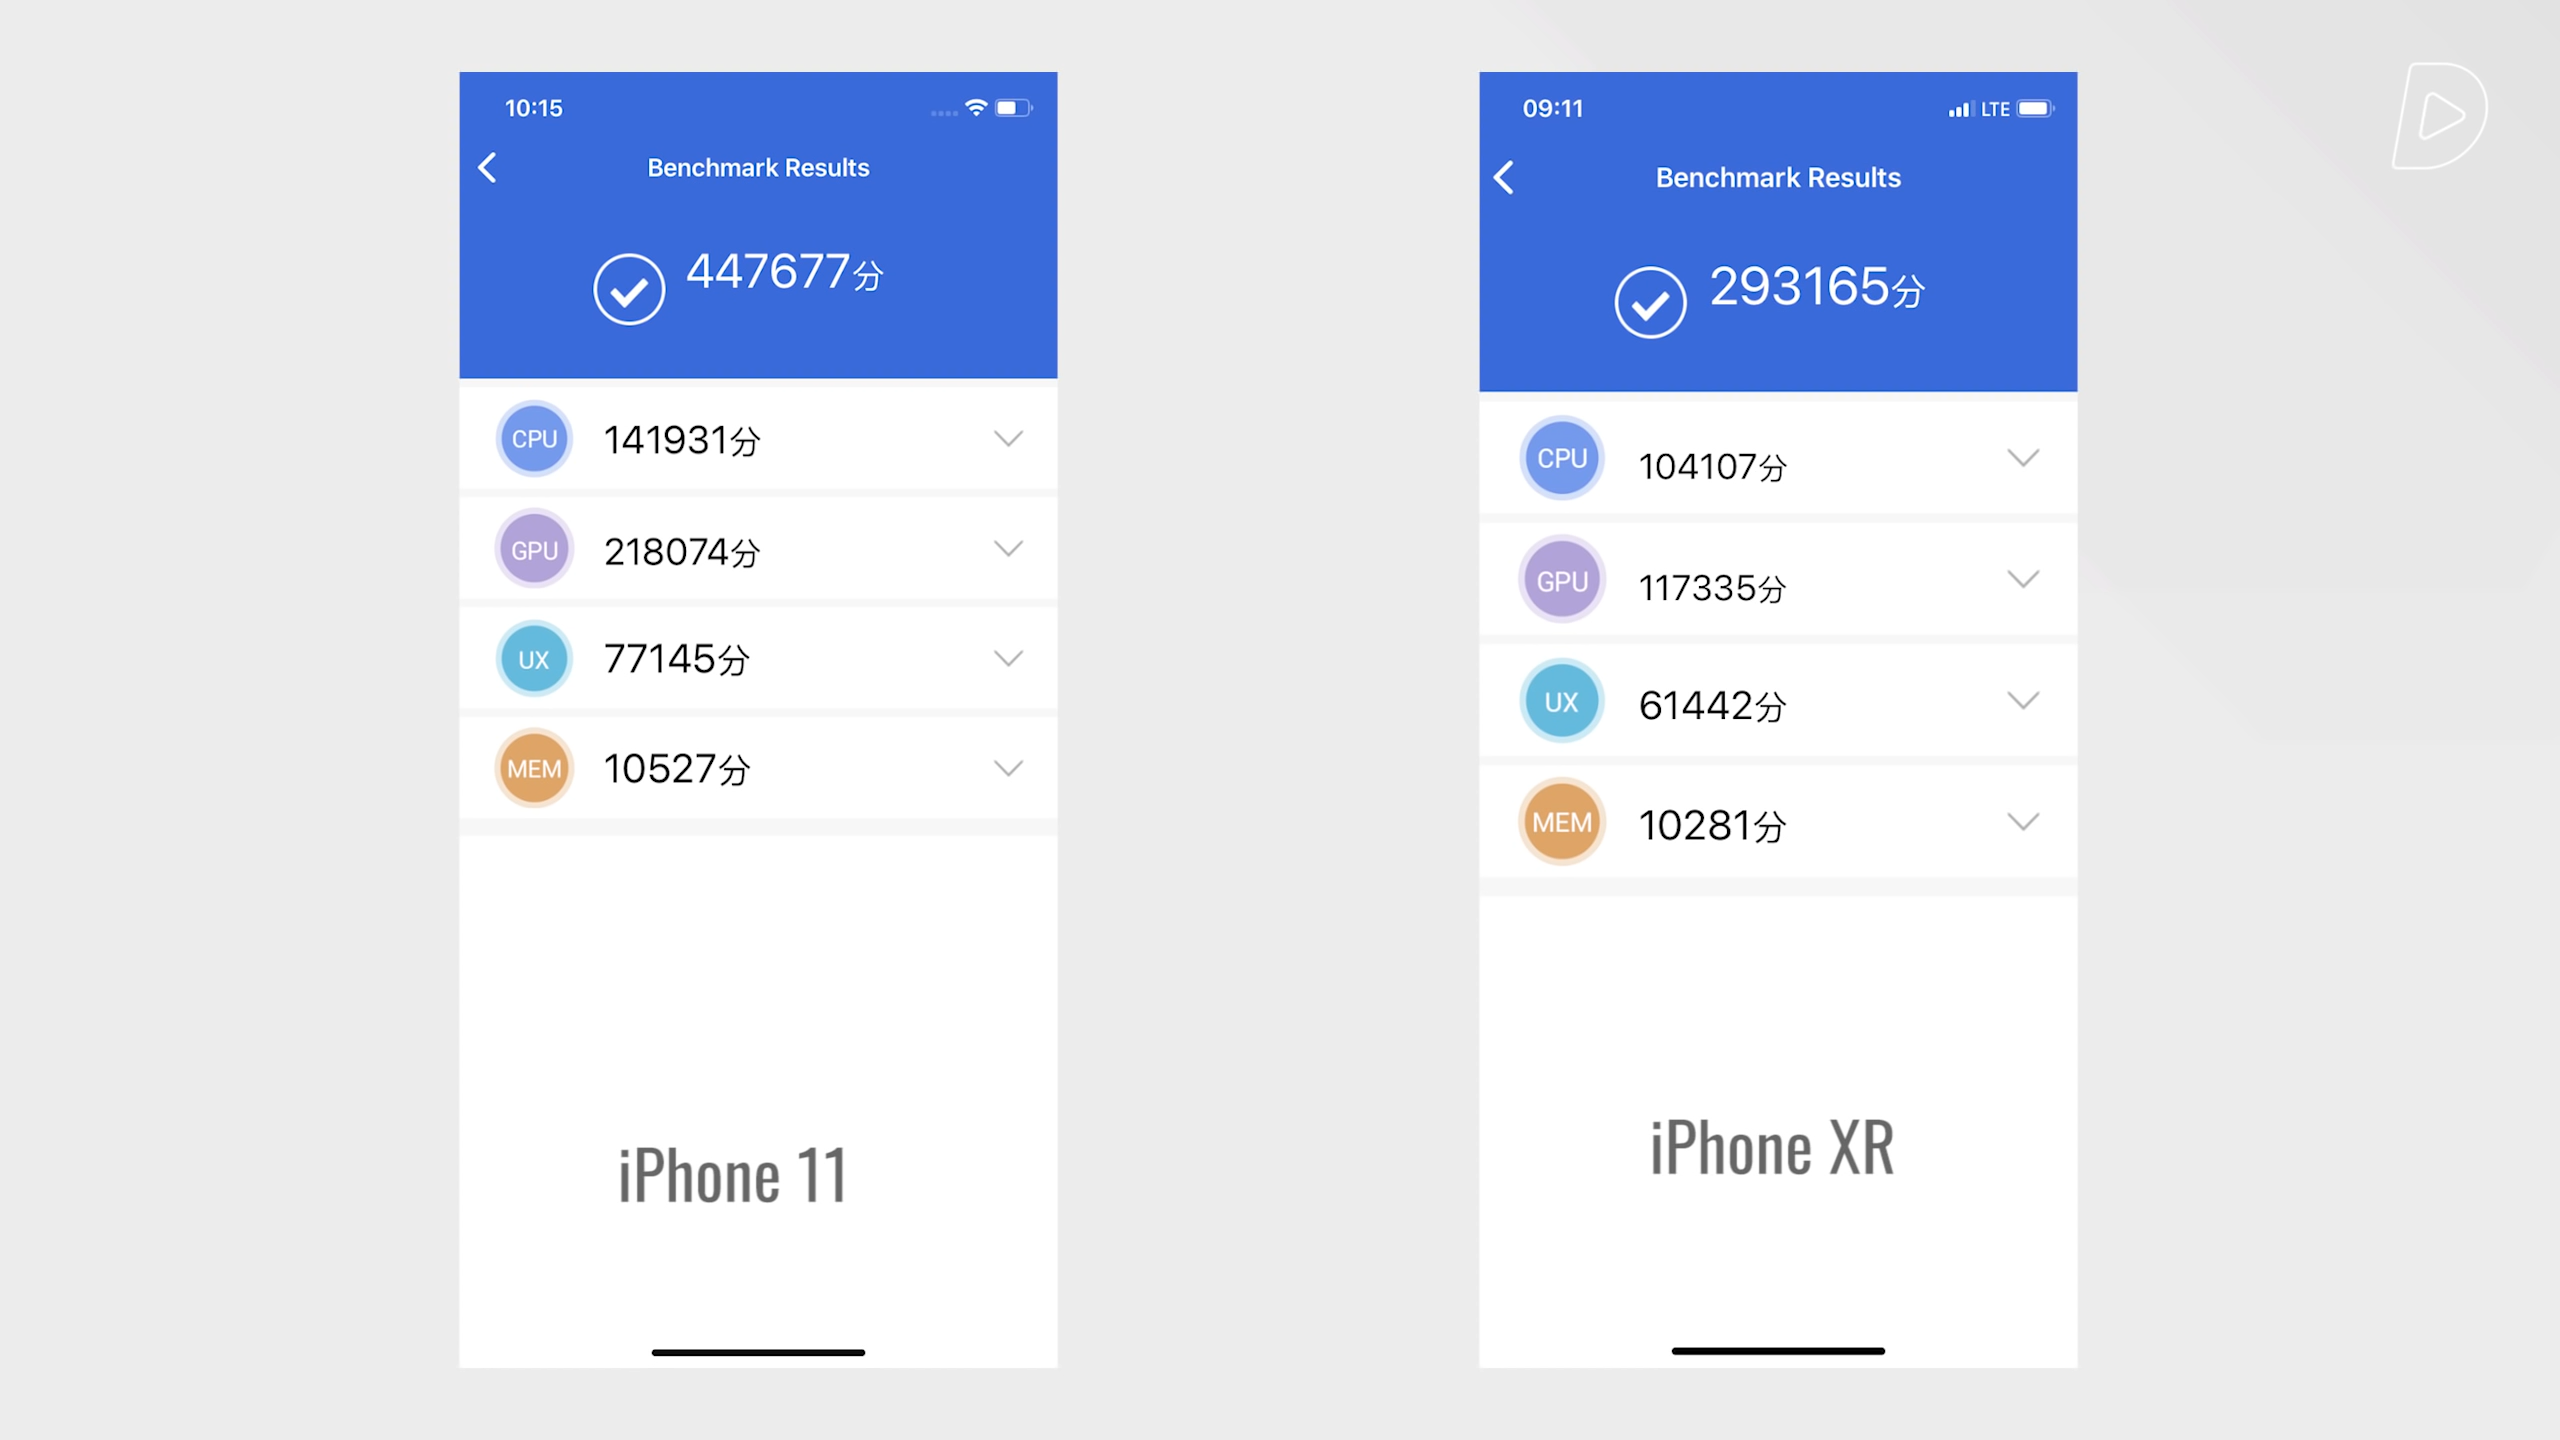 10:15
Benchmark Results
447677分
CPU 141931分
GPU 218074分
UX 77145分
MEM 10527分
iPhone 11
09:11 LTE
Benchmark Results
293165分
CPU 104107分
GPU 117335分
UX 61442分
MEM 10281分
iPhone XR